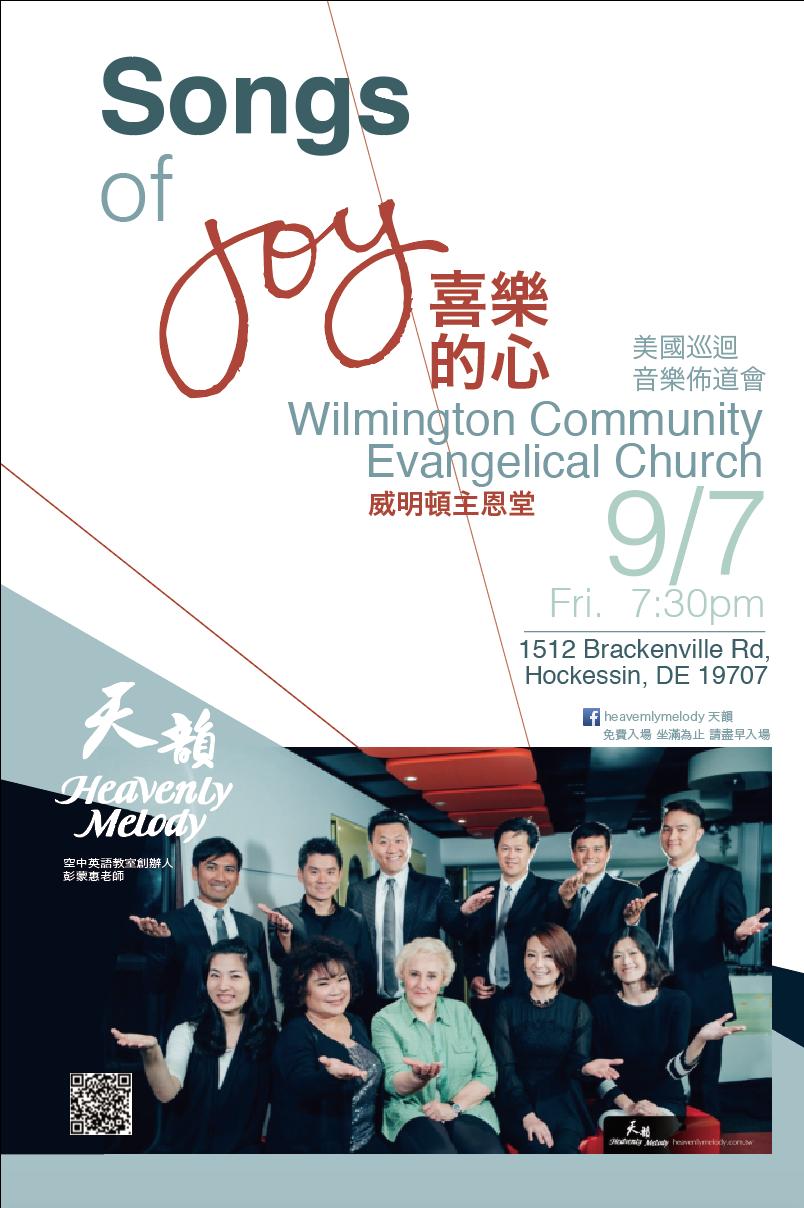 Songs
of
joy
喜樂
的心
美國巡迴
音樂佈道會
Wilmington Community
Evangelical Church
威明頓主恩堂
9/7
Fri. 7:30pm
1512 Brackenville Rd,
Hockessin, DE 19707
heavemlymelody 天韻
免費入場 坐滿為止 請盡早入場
天韻
Heavenly
Melody
空中英語教室創辦人
彭蒙惠老師
天韻
Heavenly Melody heavenlymelody.com.tw